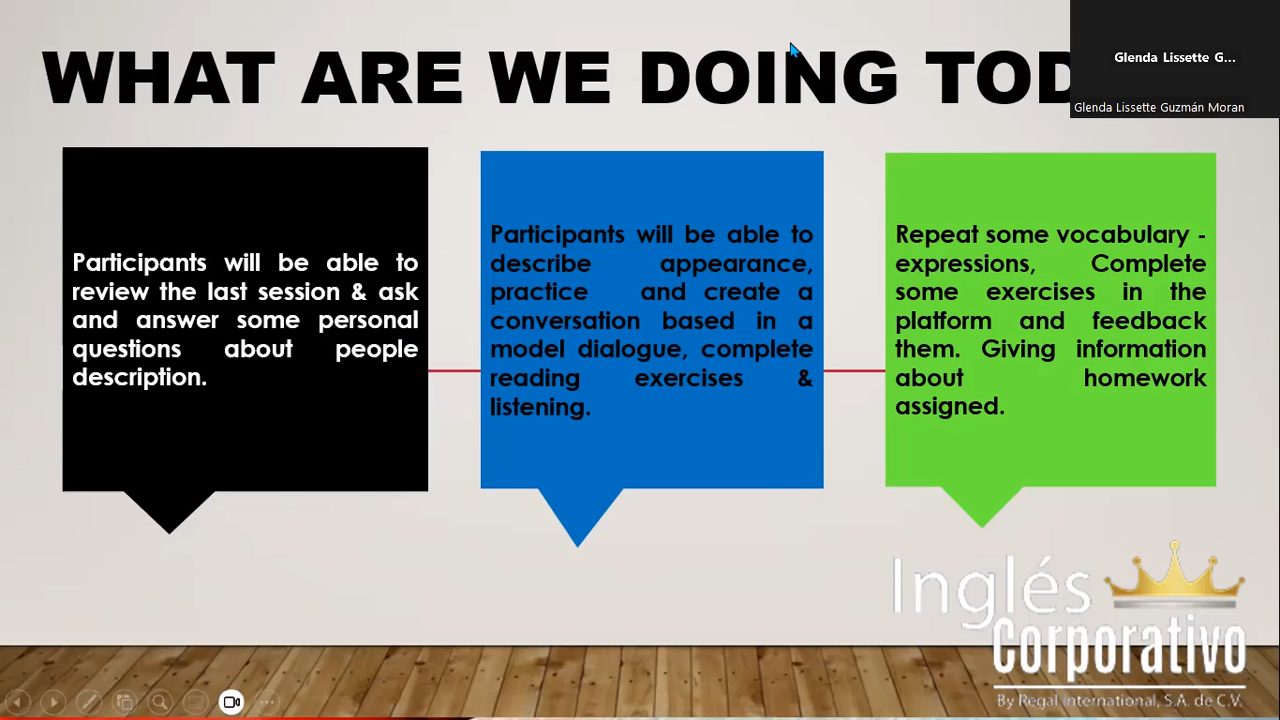 WHAT ARE WE DOING TOD
Glenda Lissette G...
Glenda Lissette Guzmán Moran
Participants will be able to
review the last session & ask
and answer some personal
questions about people
description.
Participants will be able to
describe appearance,
practice and create a
conversation based in a
model dialogue, complete
reading exercises &
listening.
Repeat some vocabulary -
expressions, Complete
some exercises in the
platform and feedback
them. Giving information
about homework
assigned.
Inglés
Corporativo
By Regal International, S.A. de C.V.